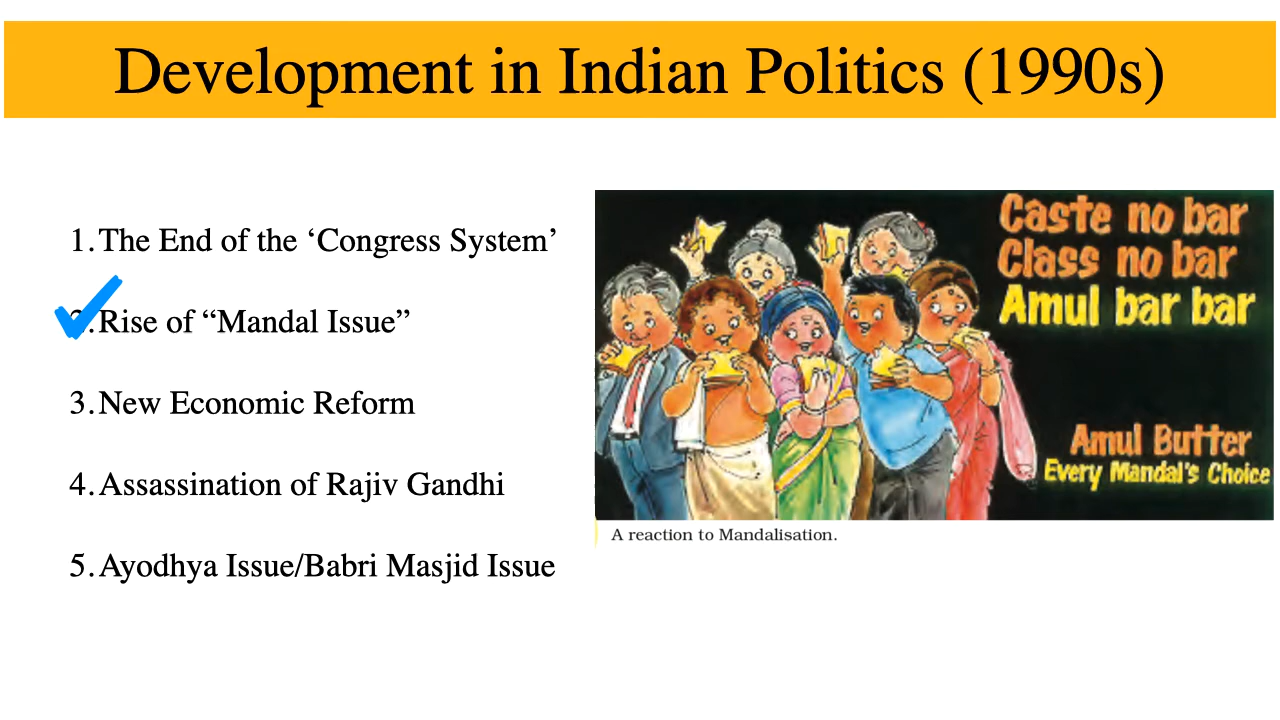 Development in Indian Politics (1990s)
1. The End of the ‘Congress System’
2. Rise of “Mandal Issue”
3. New Economic Reform
4. Assassination of Rajiv Gandhi
5. Ayodhya Issue/Babri Masjid Issue
Caste no bar
Class no bar
Amul bar bar
Amul Butter
Every Mandal's Choice
A reaction to Mandalisation.